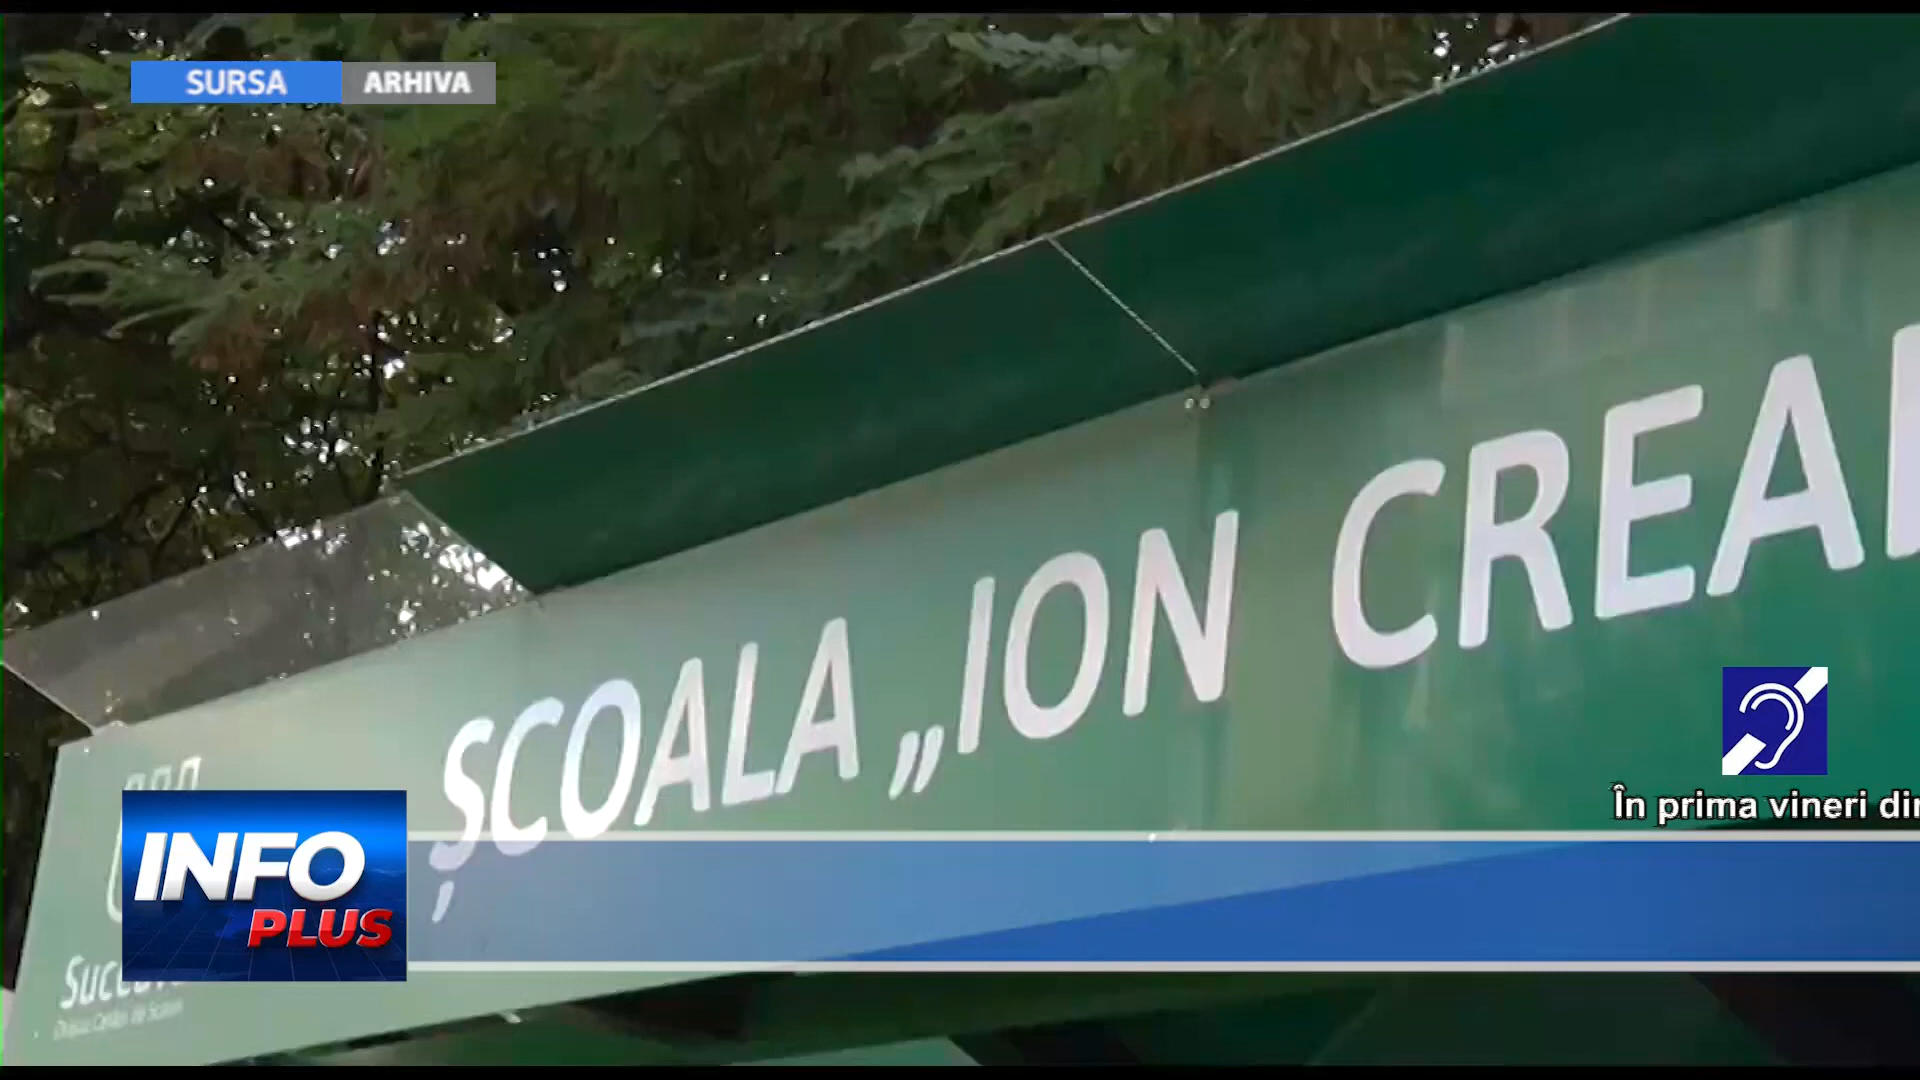 SURSA ARHIVA
ȘCOALA „ION CREA
În prima vineri din
INFO
PLUS